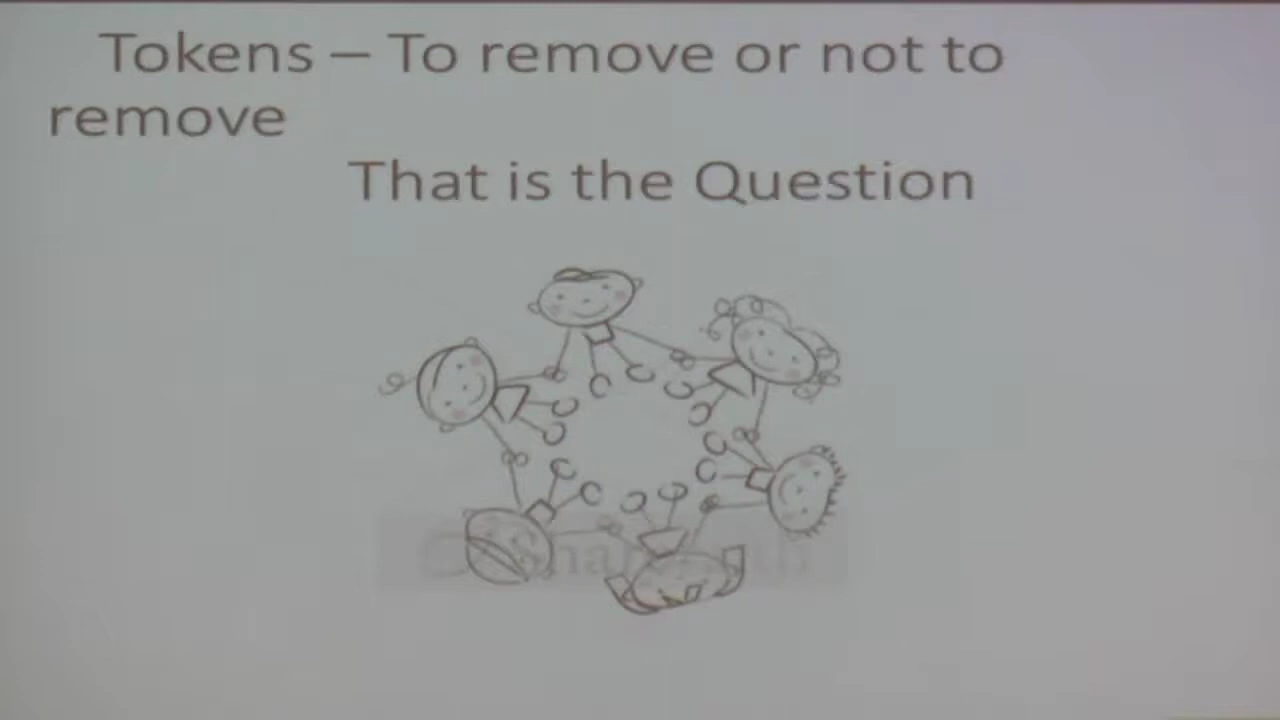 Tokens – To remove or not to
remove
That is the Question